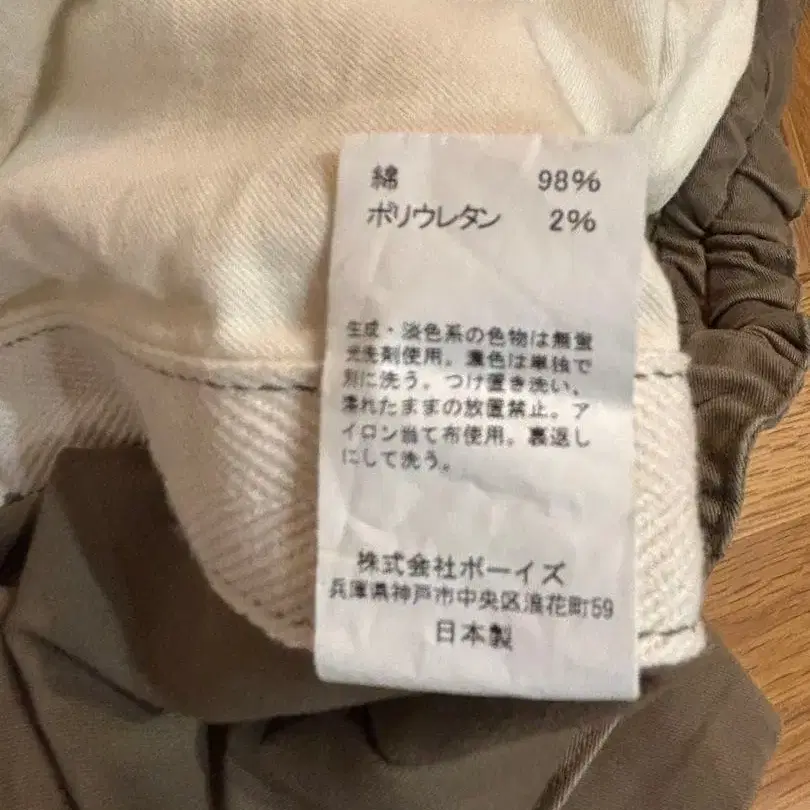 綿 98%
ポリウレタン 2%
生成・淡色系の色物は無蛍
光洗剤使用。濃色は単独で
別に洗う。つけ置き洗い、
濡れたままの放置禁止。ア
イロン当て布使用。裏返し
にして洗う。
株式会社ボーイズ
兵庫県神戸市中央区浪花町59
日本製